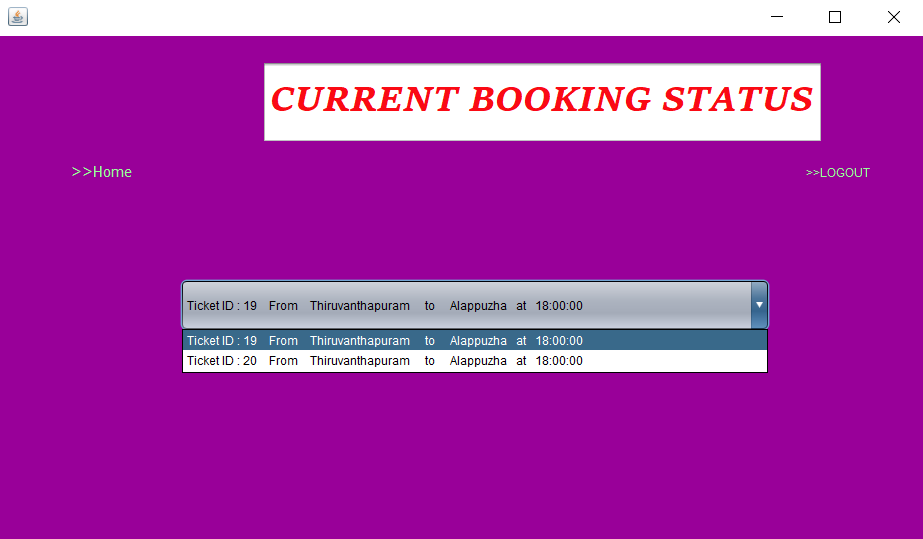 CURRENT BOOKING STATUS
>>Home
>>LOGOUT
Ticket ID : 19 From Thiruvanthapuram to Alappuzha at 18:00:00
Ticket ID : 19 From Thiruvanthapuram to Alappuzha at 18:00:00
Ticket ID : 20 From Thiruvanthapuram to Alappuzha at 18:00:00